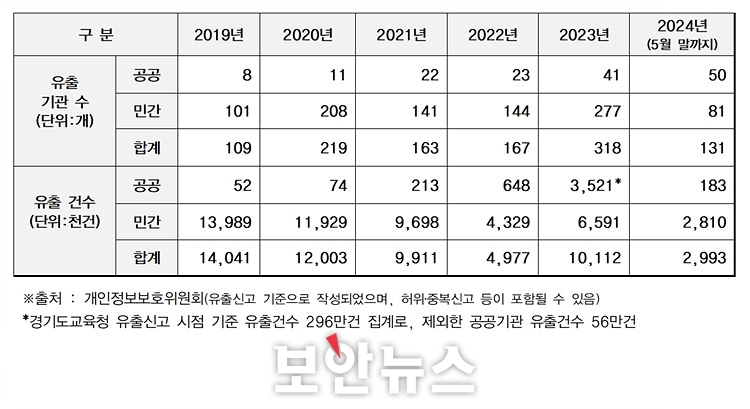 구 분 2019년 2020년 2021년 2022년 2023년 2024년 (5월 말까지)
유출 기관 수 (단위:개) 공공 8 11 22 23 41 50
민간 101 208 141 144 277 81
합계 109 219 163 167 318 131
유출 건수 (단위:천건) 공공 52 74 213 648 3,521* 183
민간 13,989 11,929 9,698 4,329 6,591 2,810
합계 14,041 12,003 9,911 4,977 10,112 2,993
※출처 : 개인정보보호위원회(유출신고 기준으로 작성되었으며, 허위·중복신고 등이 포함될 수 있음)
*경기도교육청 유출신고 시점 기준 유출건수 296만건 집계로, 제외한 공공기관 유출건수 56만건
보안뉴스